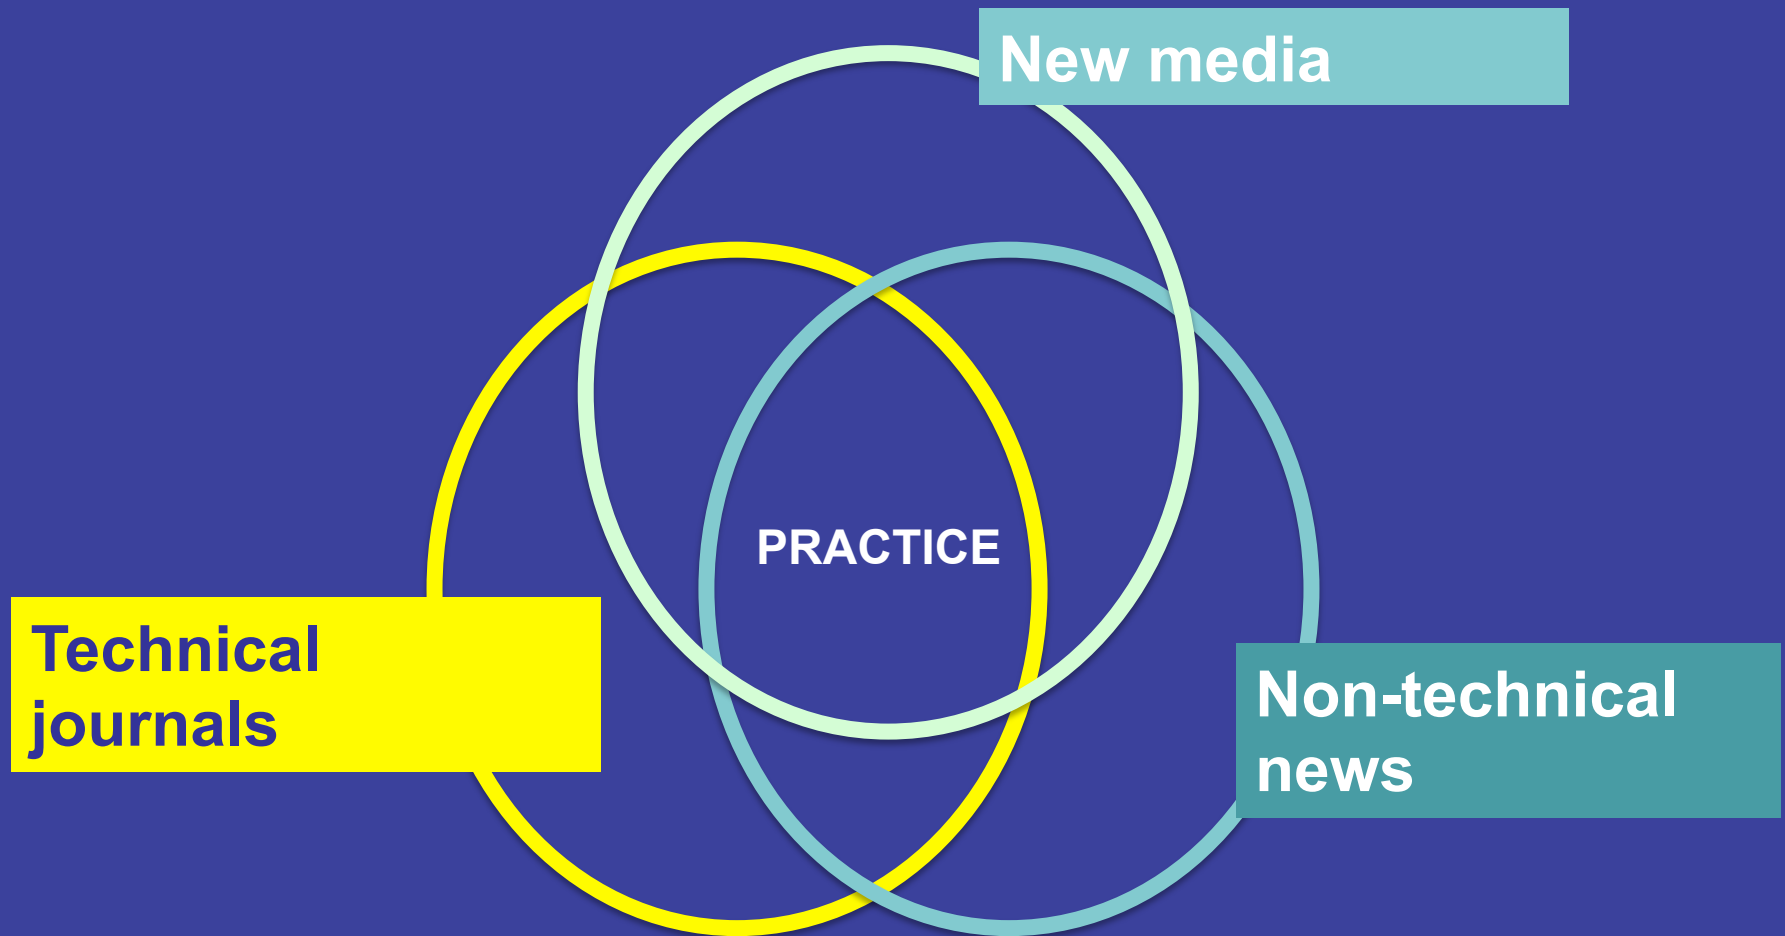 New media
PRACTICE
Technical
journals
Non-technical
news